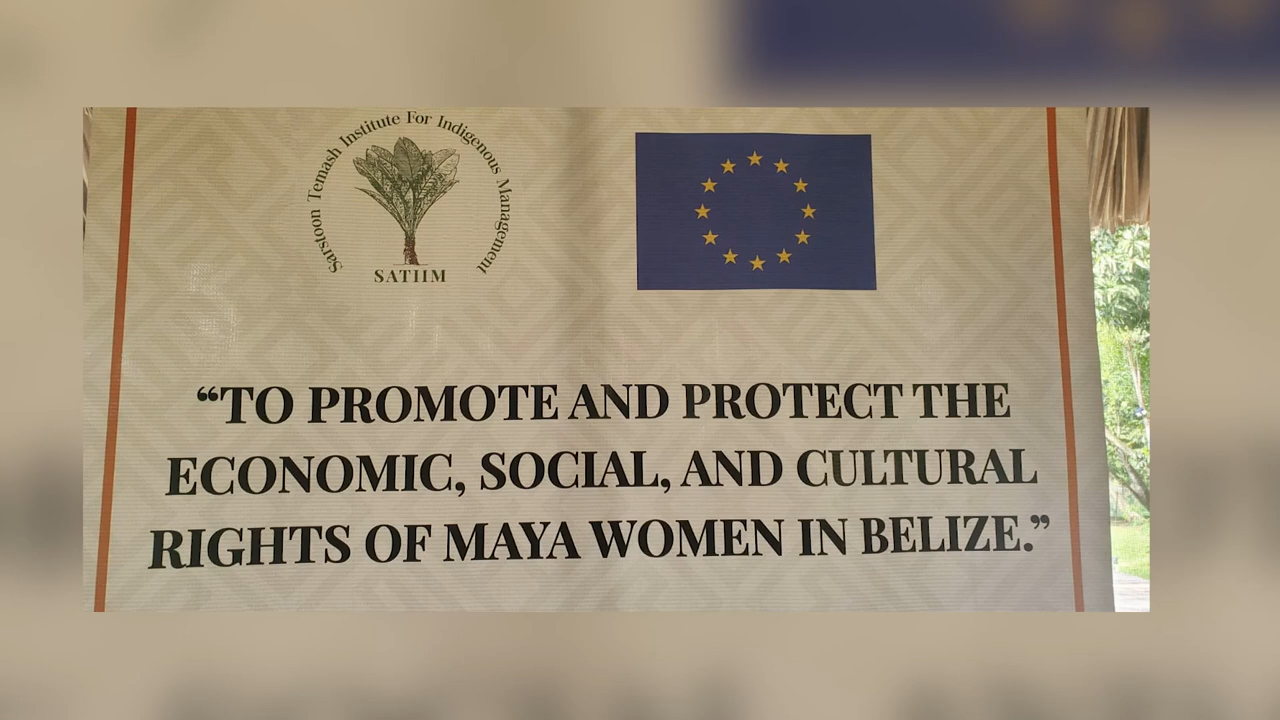 Sarstoon Temash Institute For Indigenous Management
SATIIM
“TO PROMOTE AND PROTECT THE
ECONOMIC, SOCIAL, AND CULTURAL
RIGHTS OF MAYA WOMEN IN BELIZE.”